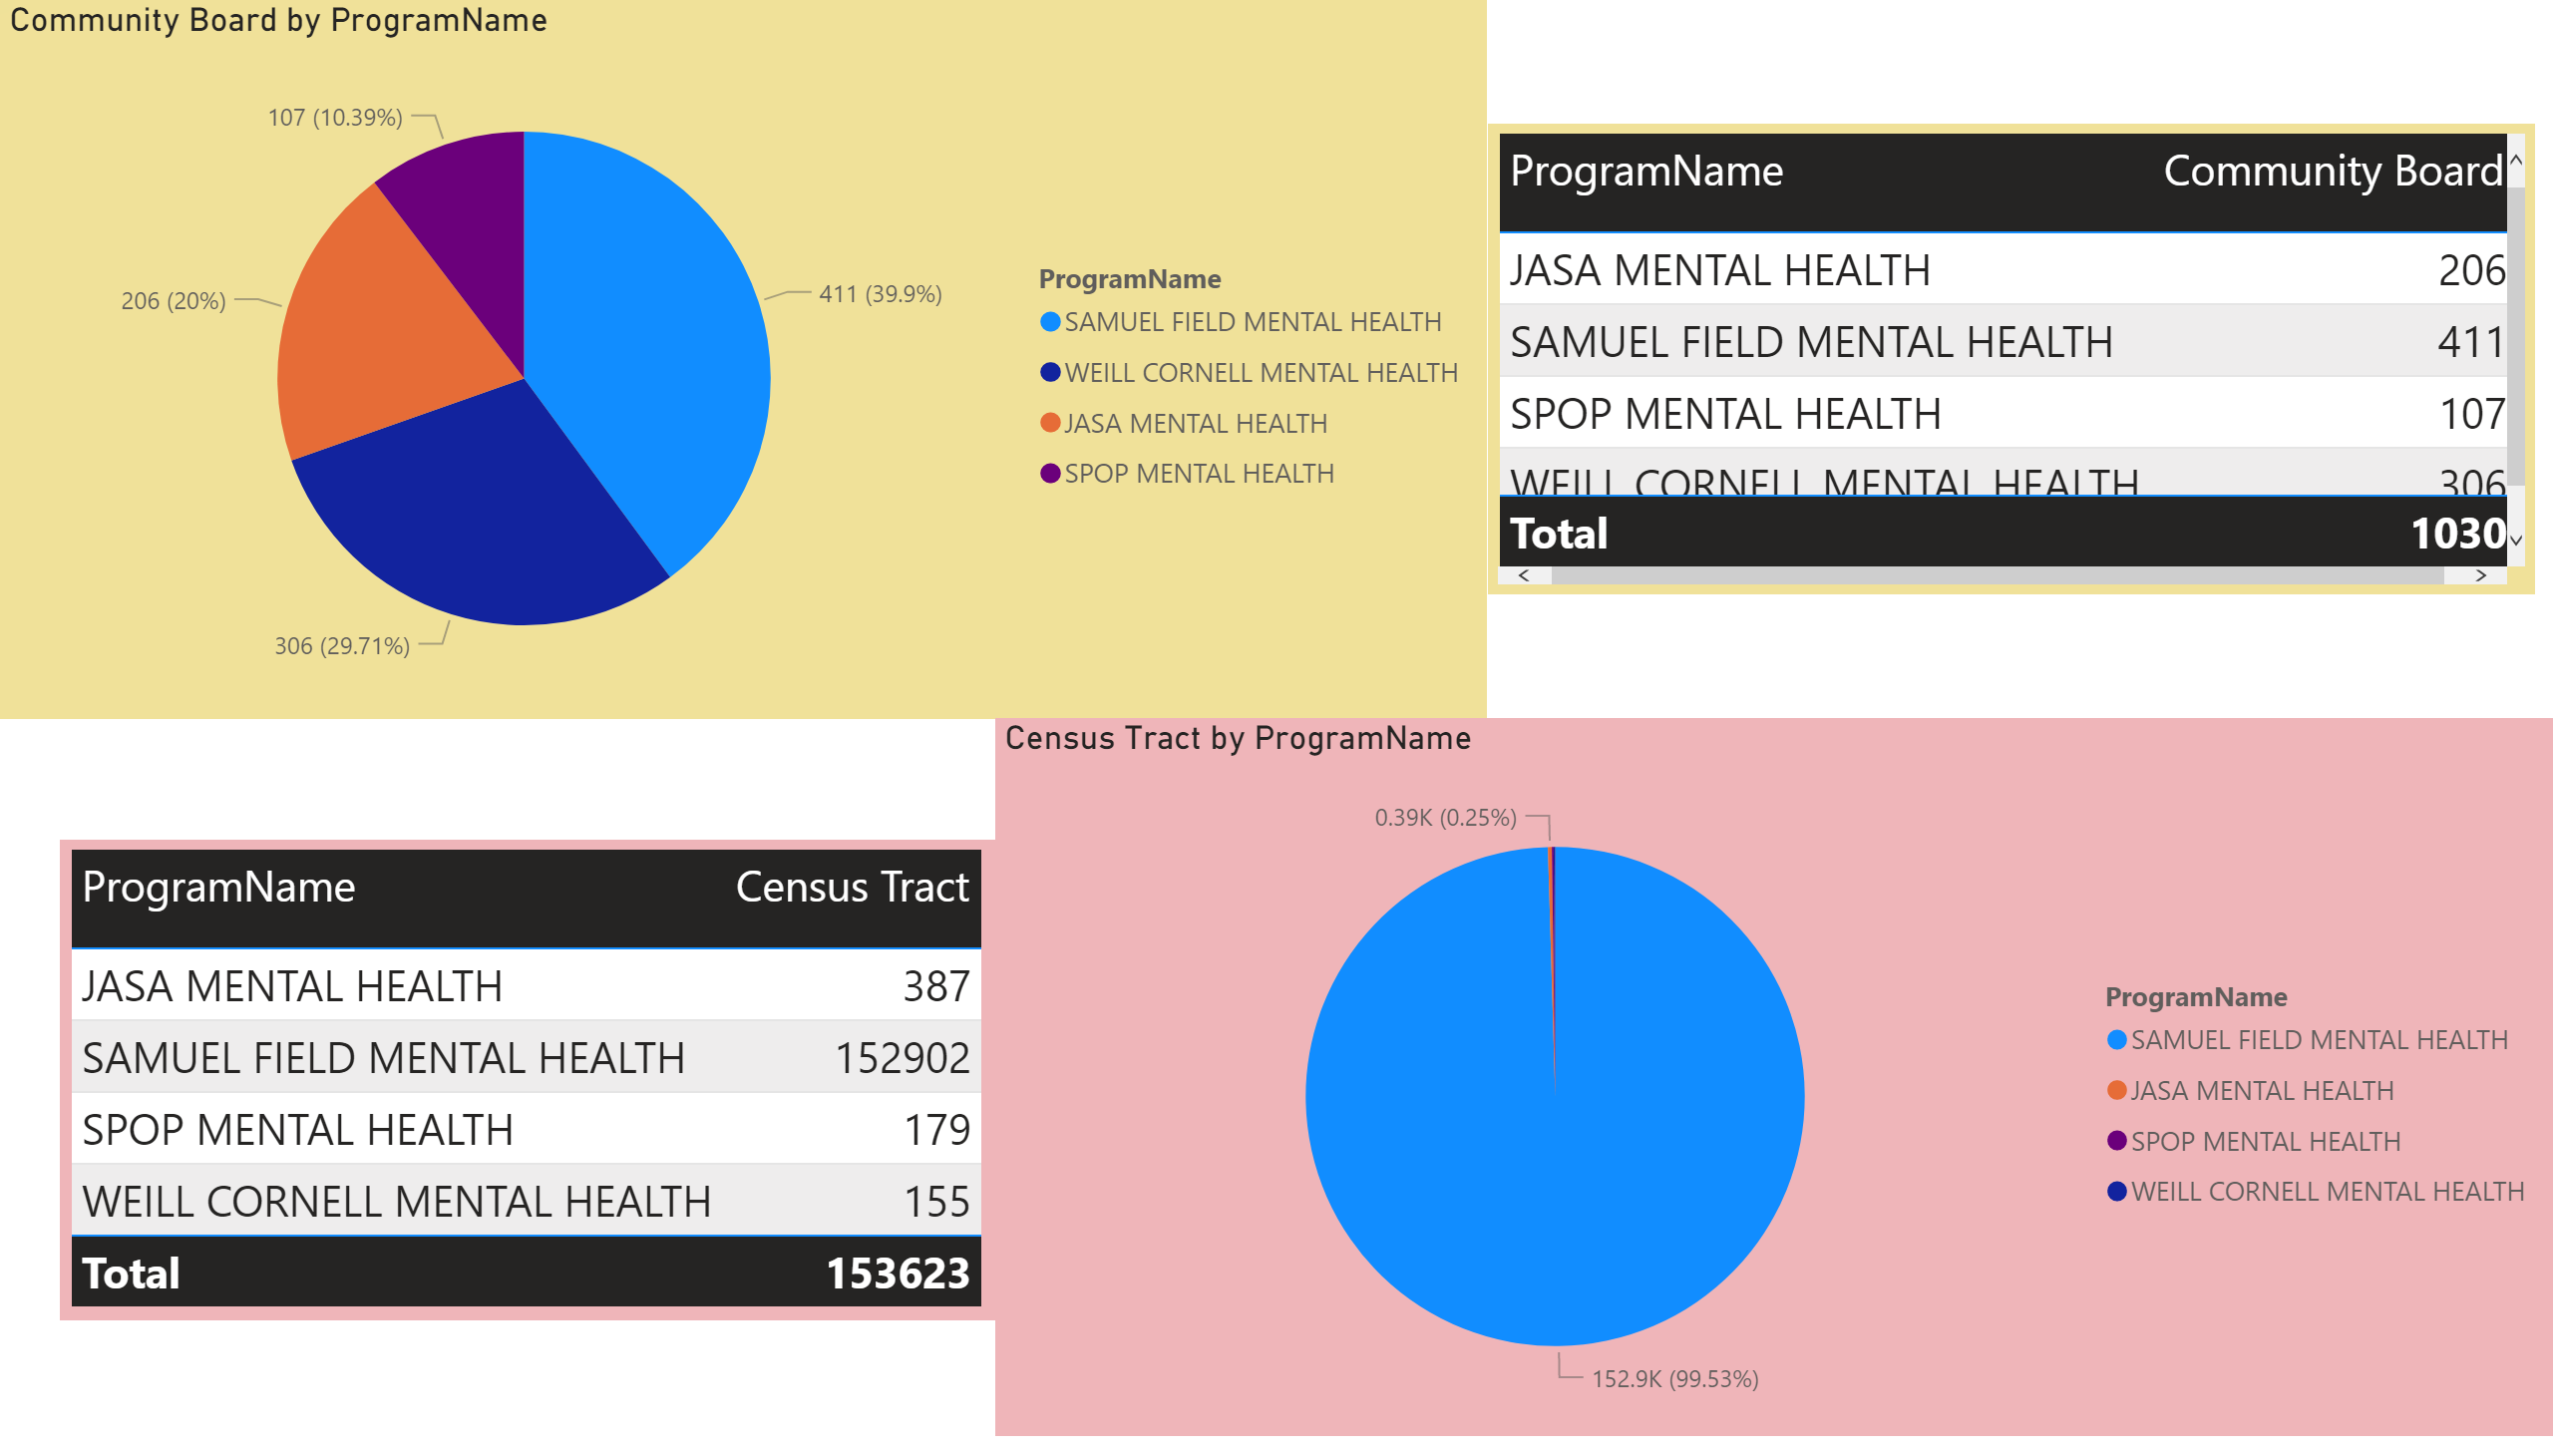 Community Board by ProgramName
107 (10.39%)
206 (20%)
411 (39.9%)
306 (29.71%)
ProgramName
SAMUEL FIELD MENTAL HEALTH
WEILL CORNELL MENTAL HEALTH
JASA MENTAL HEALTH
SPOP MENTAL HEALTH
ProgramName Community Board
JASA MENTAL HEALTH 206
SAMUEL FIELD MENTAL HEALTH 411
SPOP MENTAL HEALTH 107
WEILL CORNELL MENTAL HEALTH 306
Total 1030
ProgramName Census Tract
JASA MENTAL HEALTH 387
SAMUEL FIELD MENTAL HEALTH 152902
SPOP MENTAL HEALTH 179
WEILL CORNELL MENTAL HEALTH 155
Total 153623
Census Tract by ProgramName
0.39K (0.25%)
152.9K (99.53%)
ProgramName
SAMUEL FIELD MENTAL HEALTH
JASA MENTAL HEALTH
SPOP MENTAL HEALTH
WEILL CORNELL MENTAL HEALTH